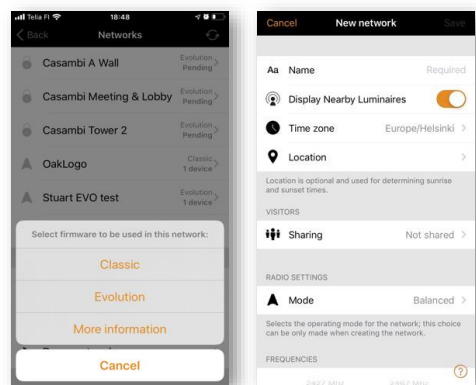 Telia FI
18:48
Back
Networks
Casambi A Wall
Evolution
Pending
Casambi Meeting & Lobby
Evolution
Pending
Casambi Tower 2
Evolution
Pending
OakLogo
Classic
1 device
Stuart EVO test
Evolution
1 device
Select firmware to be used in this network:
Classic
Evolution
More information
Cancel
Cancel
New network
Save
Aa
Name
Required
Display Nearby Luminaires
Time zone
Europe/Helsinki
Location
Location is optional and used for determining sunrise
and sunset times.
VISITORS
Sharing
Not shared
RADIO SETTINGS
Mode
Balanced
Selects the operating mode for the network; this choice
can only made when creating the network.
FREQUENCIES
?